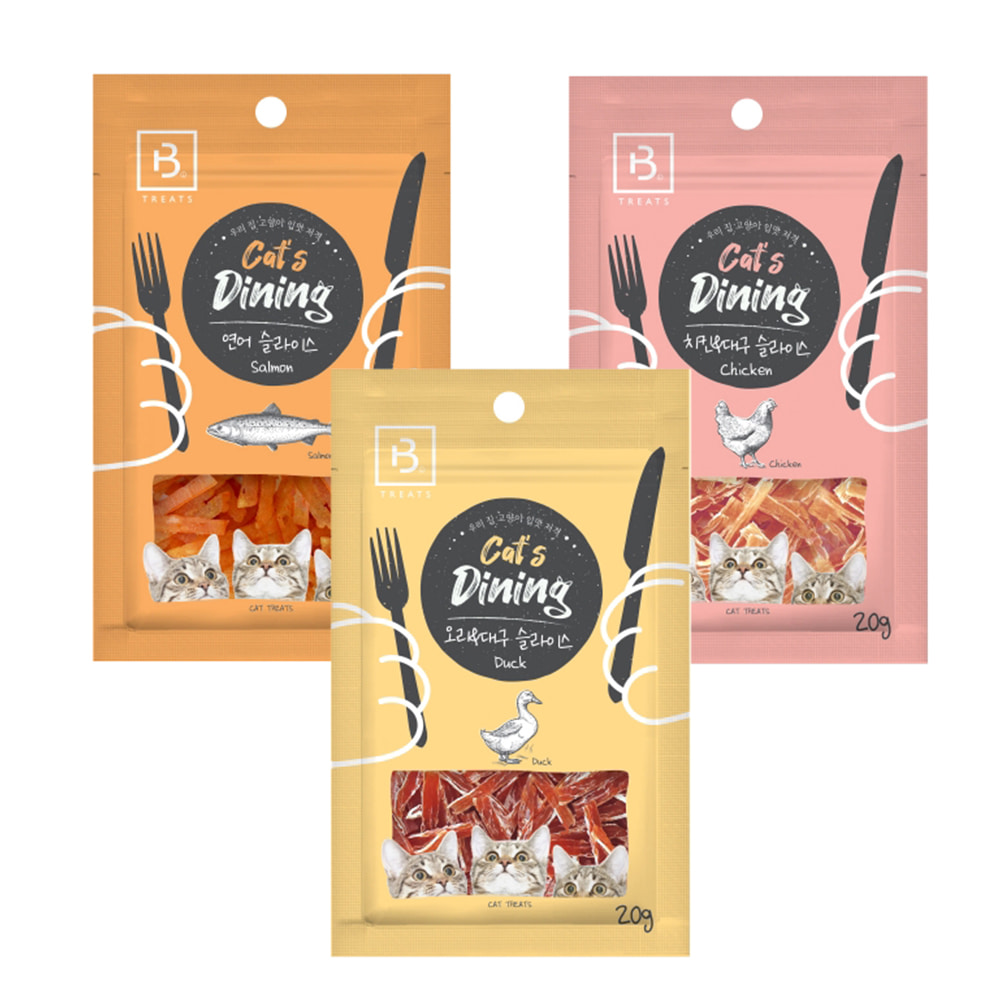 B
TREATS
우리 집 고양이 입맛 저격
Cat's
Dining
연어 슬라이스
Salmon
Salmon
CAT TREATS
B
TREATS
우리 집 고양이 입맛 저격
Cat's
Dining
치킨&대구 슬라이스
Chicken
Chicken
CAT TREATS
20g
B
TREATS
우리 집 고양이 입맛 저격
Cat's
Dining
오리&대구 슬라이스
Duck
Duck
CAT TREATS
20g